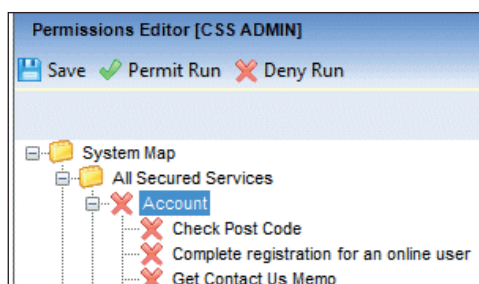 Permissions Editor [CSS ADMIN]
Save Permit Run Deny Run
System Map
All Secured Services
Account
Check Post Code
Complete registration for an online user
Get Contact Us Memo